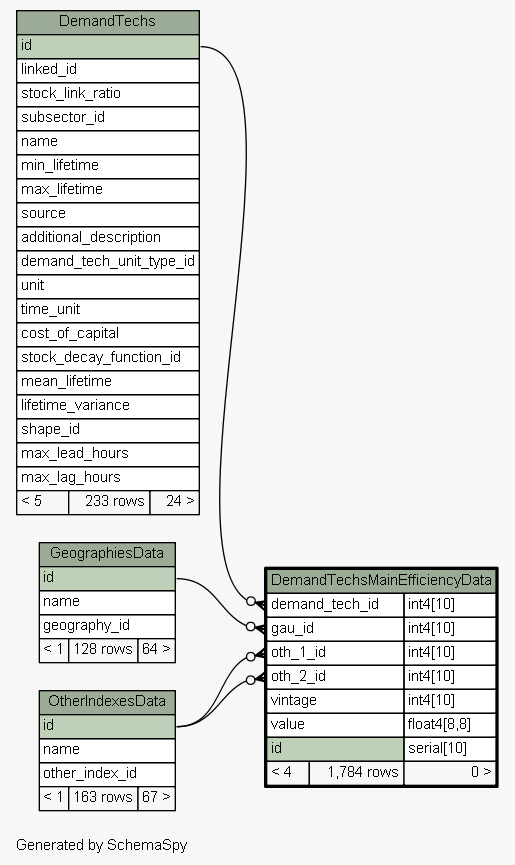 DemandTechs
id
linked_id
stock_link_ratio
subsector_id
name
min_lifetime
max_lifetime
source
additional_description
demand_tech_unit_type_id
unit
time_unit
cost_of_capital
stock_decay_function_id
mean_lifetime
lifetime_variance
shape_id
max_lead_hours
max_lag_hours
< 5 233 rows 24 >
GeographiesData
id
name
geography_id
< 1 128 rows 64 >
OtherIndexesData
id
name
other_index_id
< 1 163 rows 67 >
DemandTechsMainEfficiencyData
demand_tech_id int4[10]
gau_id int4[10]
oth_1_id int4[10]
oth_2_id int4[10]
vintage int4[10]
value float4[8,8]
id serial[10]
< 4 1,784 rows 0 >
Generated by SchemaSpy